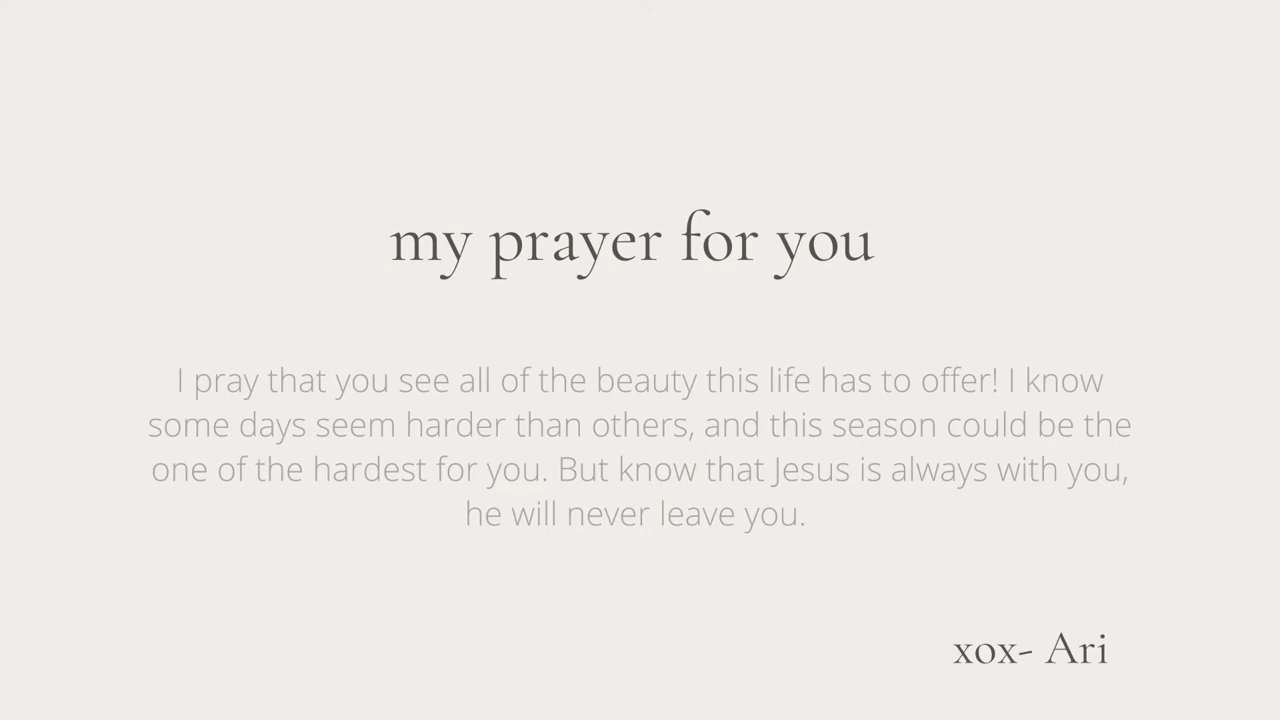 my prayer for you
I pray that you see all of the beauty this life has to offer! I know
some days seem harder than others, and this season could be the
one of the hardest for you. But know that Jesus is always with you,
he will never leave you.
xox- Ari